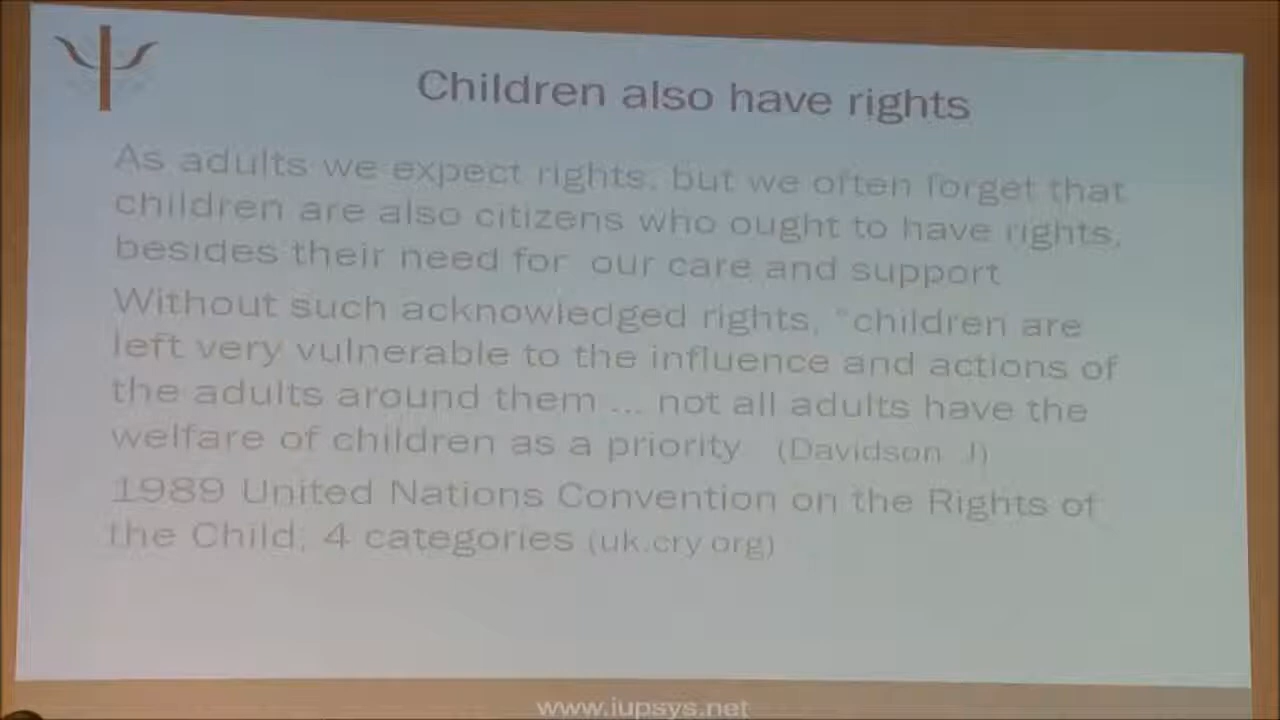 Children also have rights
As adults we expect rights, but we often forget that
children are also citizens who ought to have rights,
besides their need for our care and support
Without such acknowledged rights, "children are
left very vulnerable to the influence and actions of
the adults around them ... not all adults have the
welfare of children as a priority (Davidson J)
1989 United Nations Convention on the Rights of
the Child; 4 categories (uk.cry.org)
www.iupsys.net